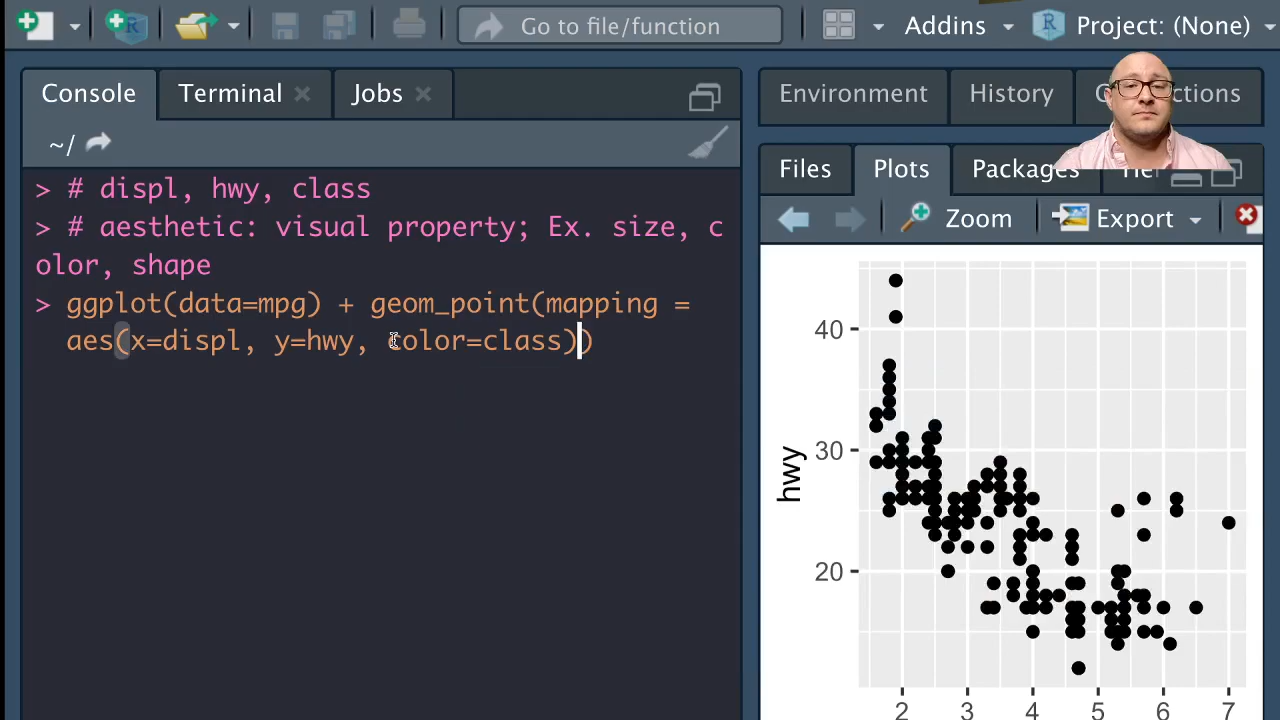 Go to file/function
Addins
Project: (None)
Console
Terminal
Jobs
~/
> # displ, hwy, class
> # aesthetic: visual property; Ex. size, c
olor, shape
> ggplot(data=mpg) + geom_point(mapping =
aes(x=displ, y=hwy, color=class))
Environment
History
Files
Plots
Packages
Zoom
Export
hwy
40
30
20
2 3 4 5 6 7